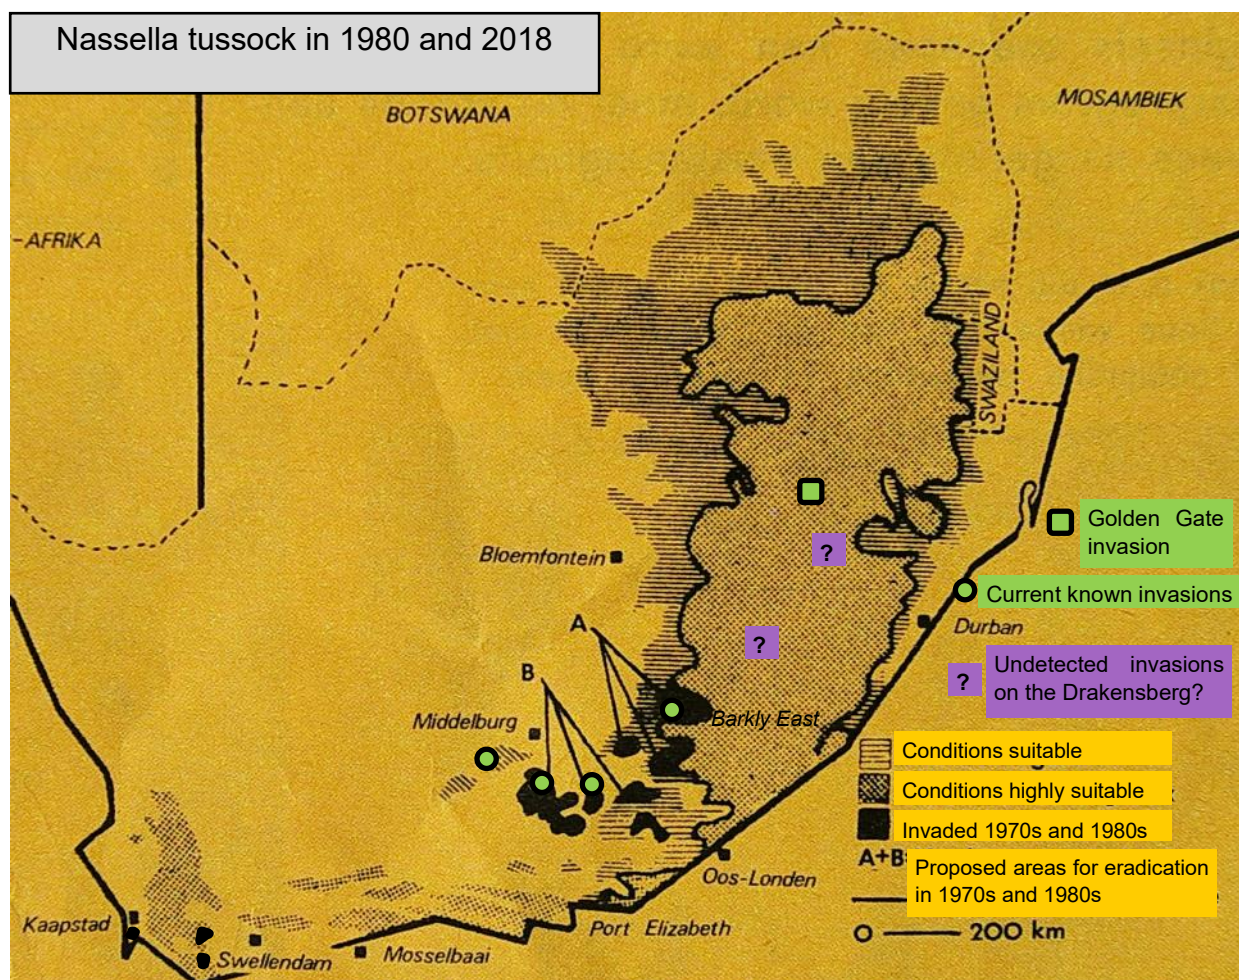 Nassella tussock in 1980 and 2018
BOTSWANA
MOSAMBIEK
-AFRIKA
SWAZILAND
Golden Gate
invasion
?
Bloemfontein
Current known invasions
A
Durban
?
Undetected invasions
on the Drakensberg?
?
B
Middelburg
Barkly East
Conditions suitable
Conditions highly suitable
Invaded 1970s and 1980s
A+B=
Proposed areas for eradication
in 1970s and 1980s
Oos-Londen
Kaapstad
Port Elizabeth
200 km
Swellendam
Mosselbaai